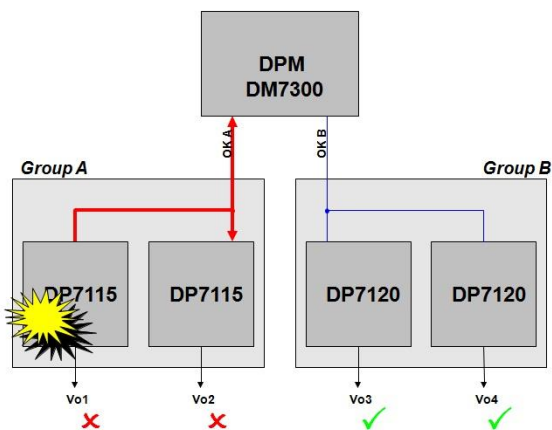 DPM
DM7300
OK A
OK B
Group A
Group B
DP7115
DP7115
DP7120
DP7120
Vo1
Vo2
Vo3
Vo4